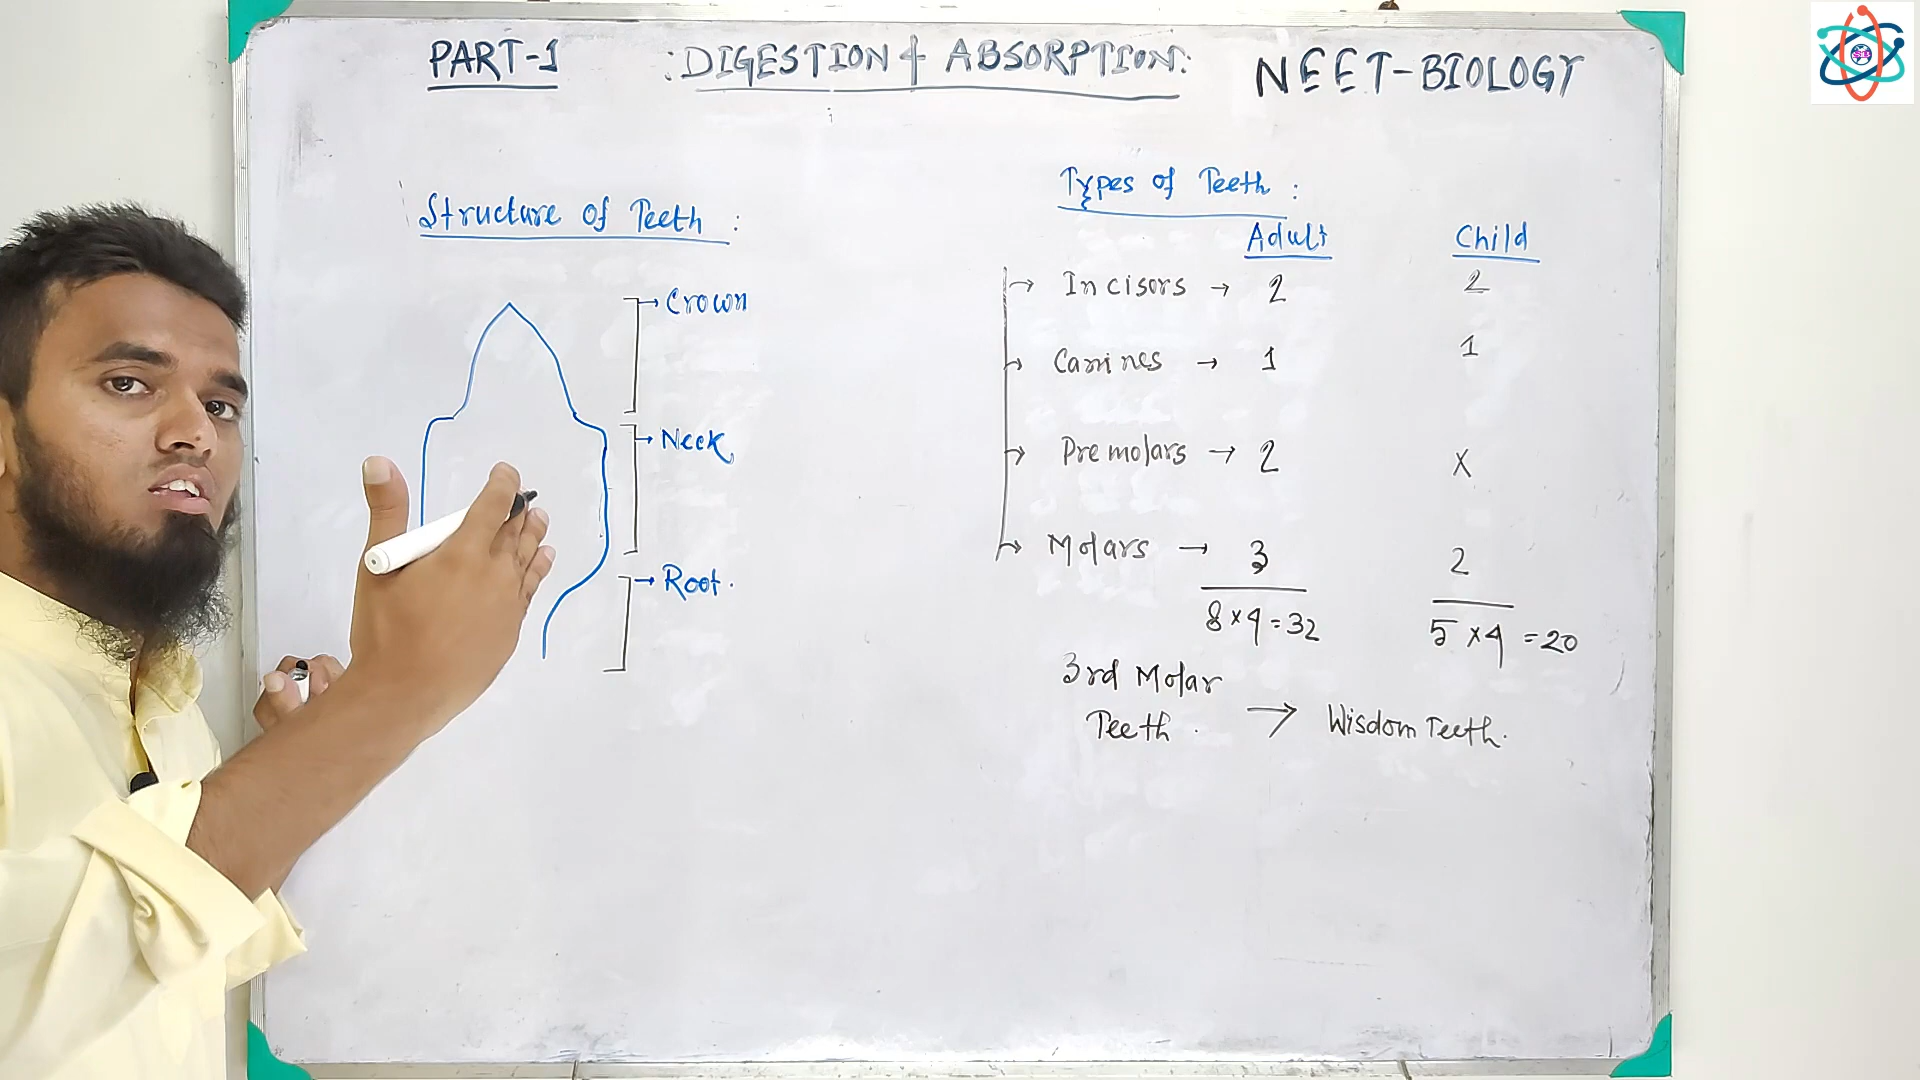 PART-1 :DIGESTION & ABSORPTION: NEET-BIOLOGY
Structure of Teeth :
Crown
Neck
Root.
Types of Teeth :
Adult Child
→ Incisors → 2 2
→ Canines → 1 1
→ Premolars → 2 X
→ Molars → 3 2
8×4=32 5×4=20
3rd Molar
Teeth. → Wisdom Teeth.